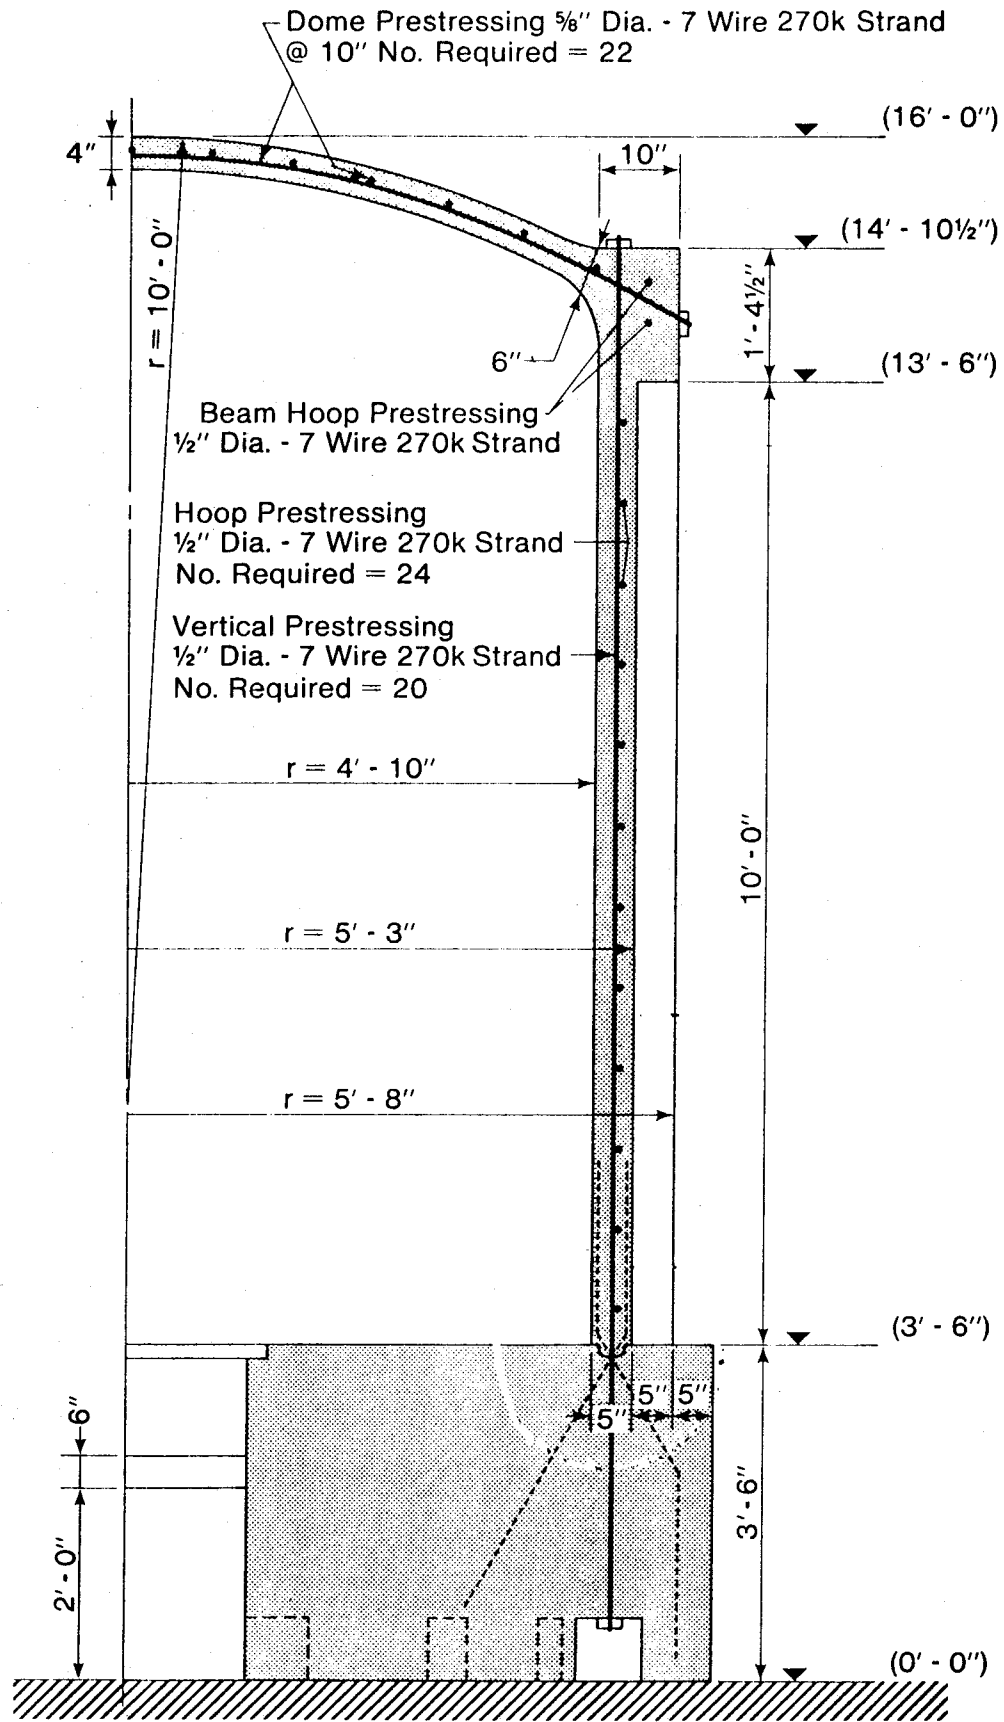 Dome Prestressing ⅝" Dia. - 7 Wire 270k Strand
@ 10" No. Required = 22
(16' - 0")
4"
10"
(14' - 10½")
r = 10' - 0"
1' - 4½"
6"
(13' - 6")
Beam Hoop Prestressing
½" Dia. - 7 Wire 270k Strand
Hoop Prestressing
½" Dia. - 7 Wire 270k Strand
No. Required = 24
Vertical Prestressing
½" Dia. - 7 Wire 270k Strand
No. Required = 20
r = 4' - 10"
10' - 0"
r = 5' - 3"
r = 5' - 8"
(3' - 6")
5"
5"
5"
6"
3' - 6"
2' - 0"
(0' - 0")